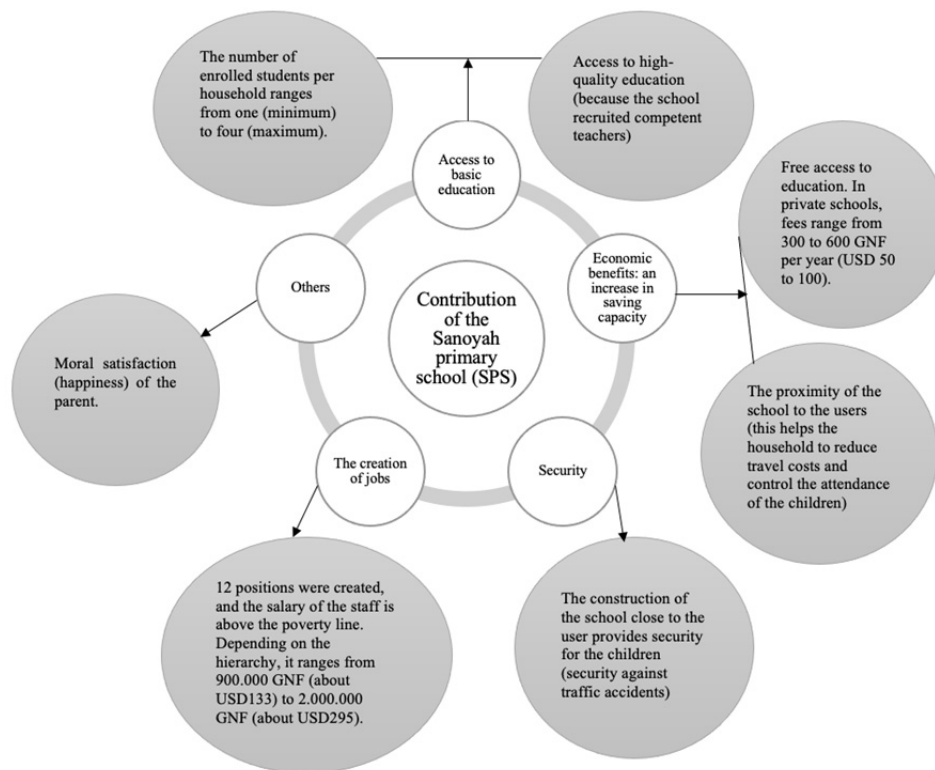 The number of
enrolled students per
household ranges
from one (minimum)
to four (maximum).
Access to high-
quality education
(because the school
recruited competent
teachers)
Access to
basic
education
Free access to
education. In
private schools,
fees range from
300 to 600 GNF
per year (USD 50
to 100).
Economic
benefits: an
increase in
saving
capacity
Others
Contribution
of the
Sanoyah
primary
school (SPS)
Moral satisfaction
(happiness) of the
parent.
The proximity of the
school to the users
(this helps the
household to reduce
travel costs and
control the attendance
of the children)
The creation
of jobs
Security
12 positions were created,
and the salary of the staff is
above the poverty line.
Depending on the
hierarchy, it ranges from
900.000 GNF (about
USD133) to 2.000.000
GNF (about USD295).
The construction of
the school close to the
user provides security
for the children
(security against
traffic accidents)